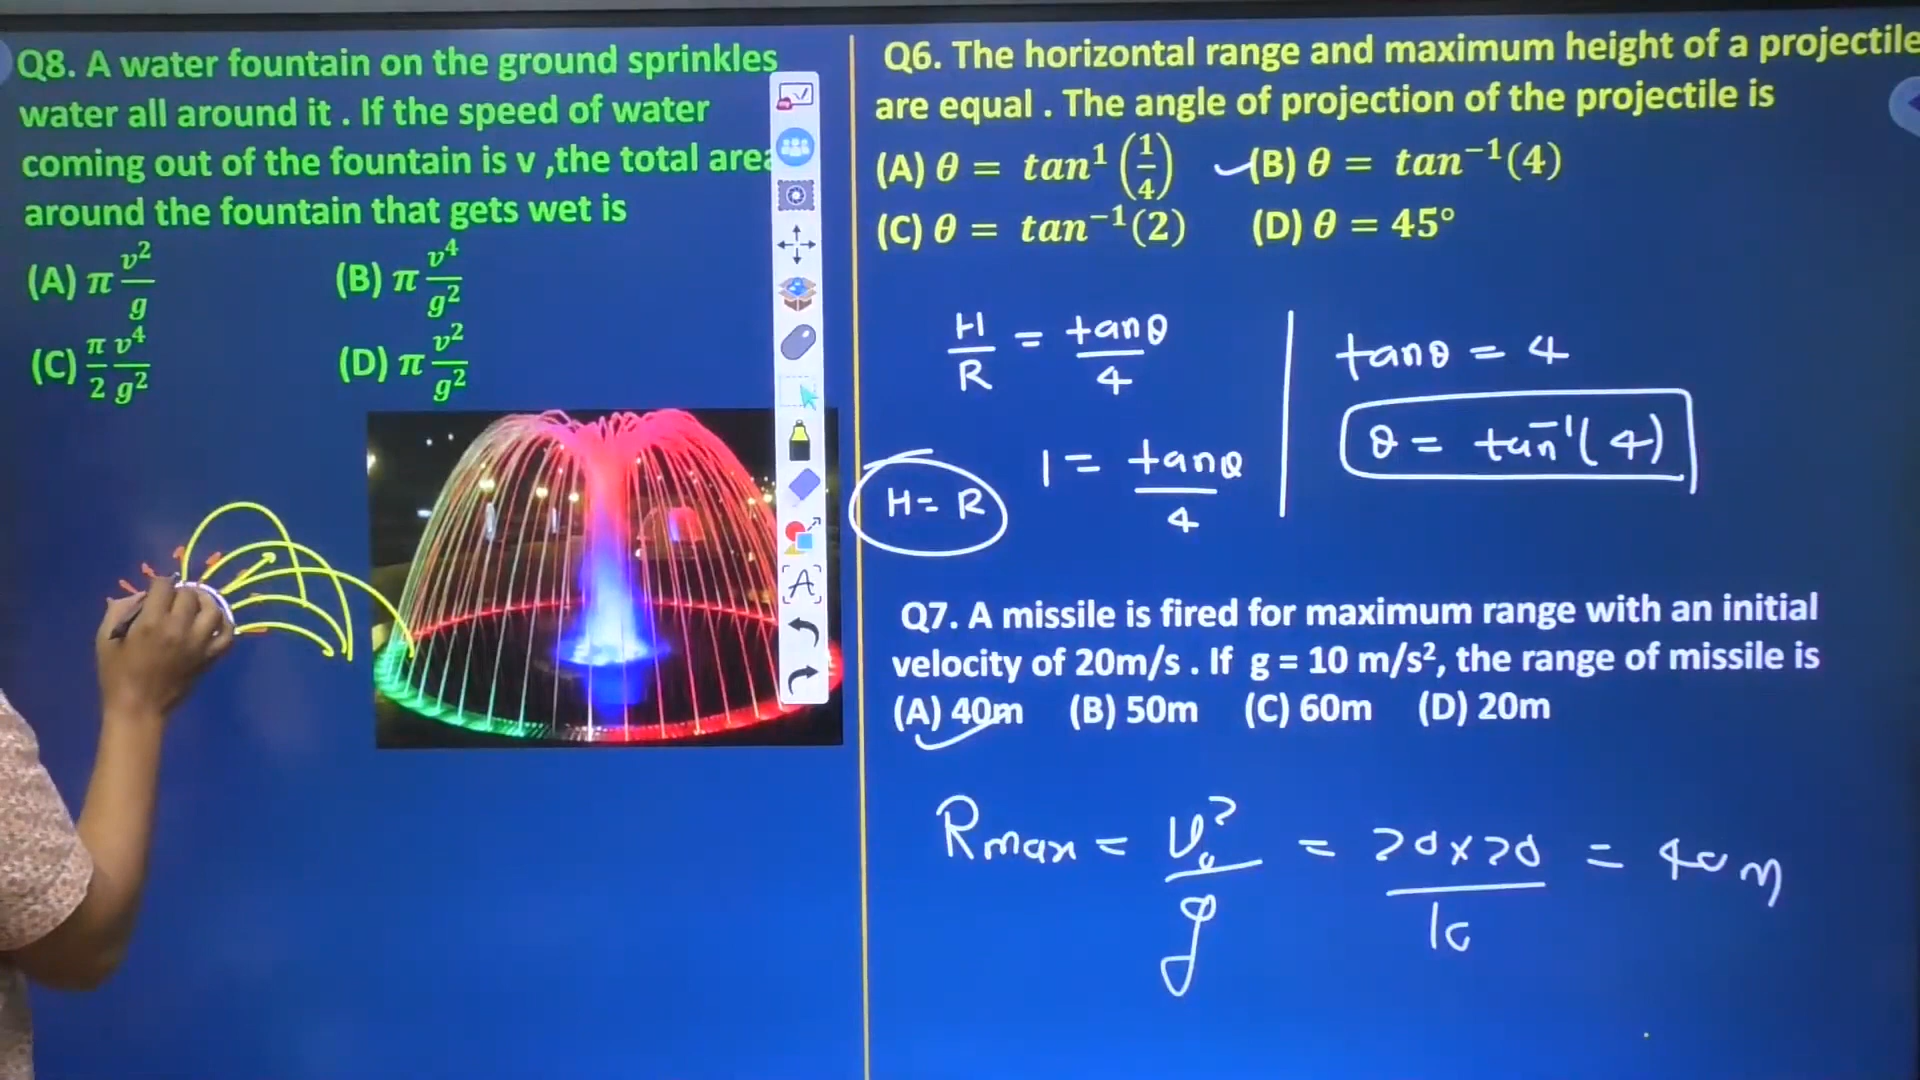 Q8. A water fountain on the ground sprinkles
water all around it . If the speed of water
coming out of the fountain is v ,the total area
around the fountain that gets wet is
(A) π v²/g (B) π v⁴/g²
(C) π/2 v⁴/g² (D) π v²/g²
Q6. The horizontal range and maximum height of a projectile
are equal . The angle of projection of the projectile is
(A) θ = tan¹ (1/4) (B) θ = tan⁻¹(4)
(C) θ = tan⁻¹(2) (D) θ = 45°
H/R = tanθ/4
H = R
1 = tanθ/4
tanθ = 4
θ = tan⁻¹(4)
Q7. A missile is fired for maximum range with an initial
velocity of 20m/s . If g = 10 m/s², the range of missile is
(A) 40m (B) 50m (C) 60m (D) 20m
Rmax = v₀²/g = 20x20/10 = 40 m
A